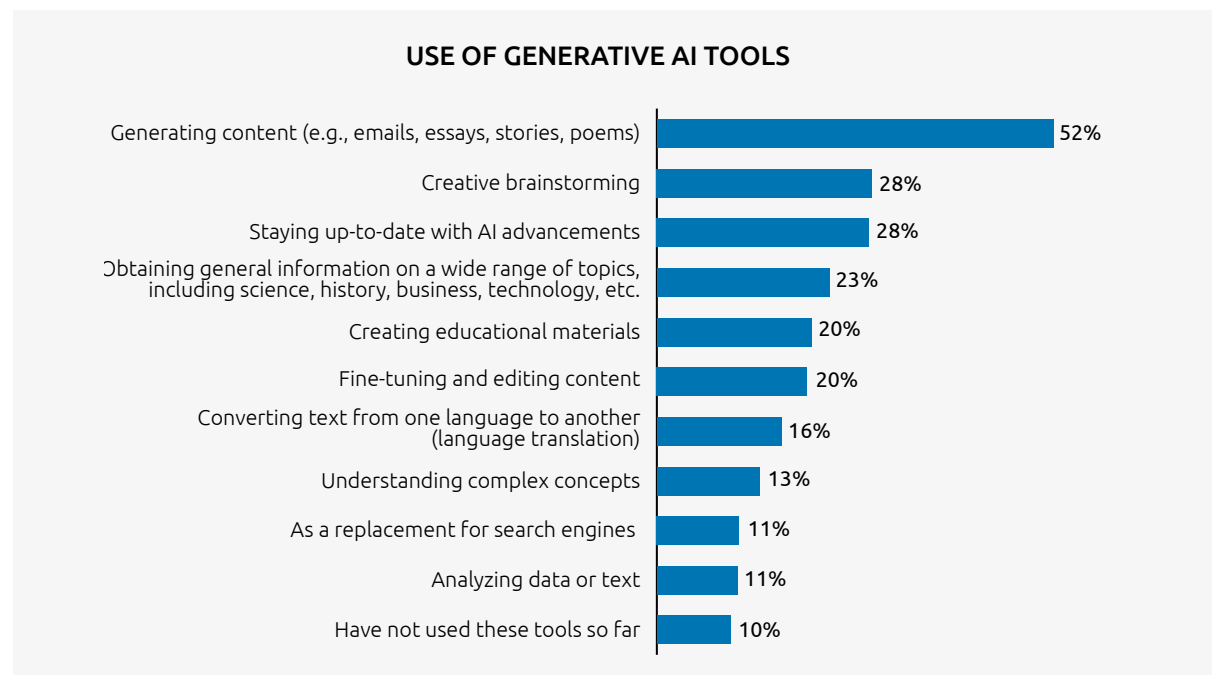 USE OF GENERATIVE AI TOOLS
Generating content (e.g., emails, essays, stories, poems)
52%
Creative brainstorming
28%
Staying up-to-date with AI advancements
28%
Obtaining general information on a wide range of topics,
including science, history, business, technology, etc.
23%
Creating educational materials
20%
Fine-tuning and editing content
20%
Converting text from one language to another
(language translation)
16%
Understanding complex concepts
13%
As a replacement for search engines
11%
Analyzing data or text
11%
Have not used these tools so far
10%